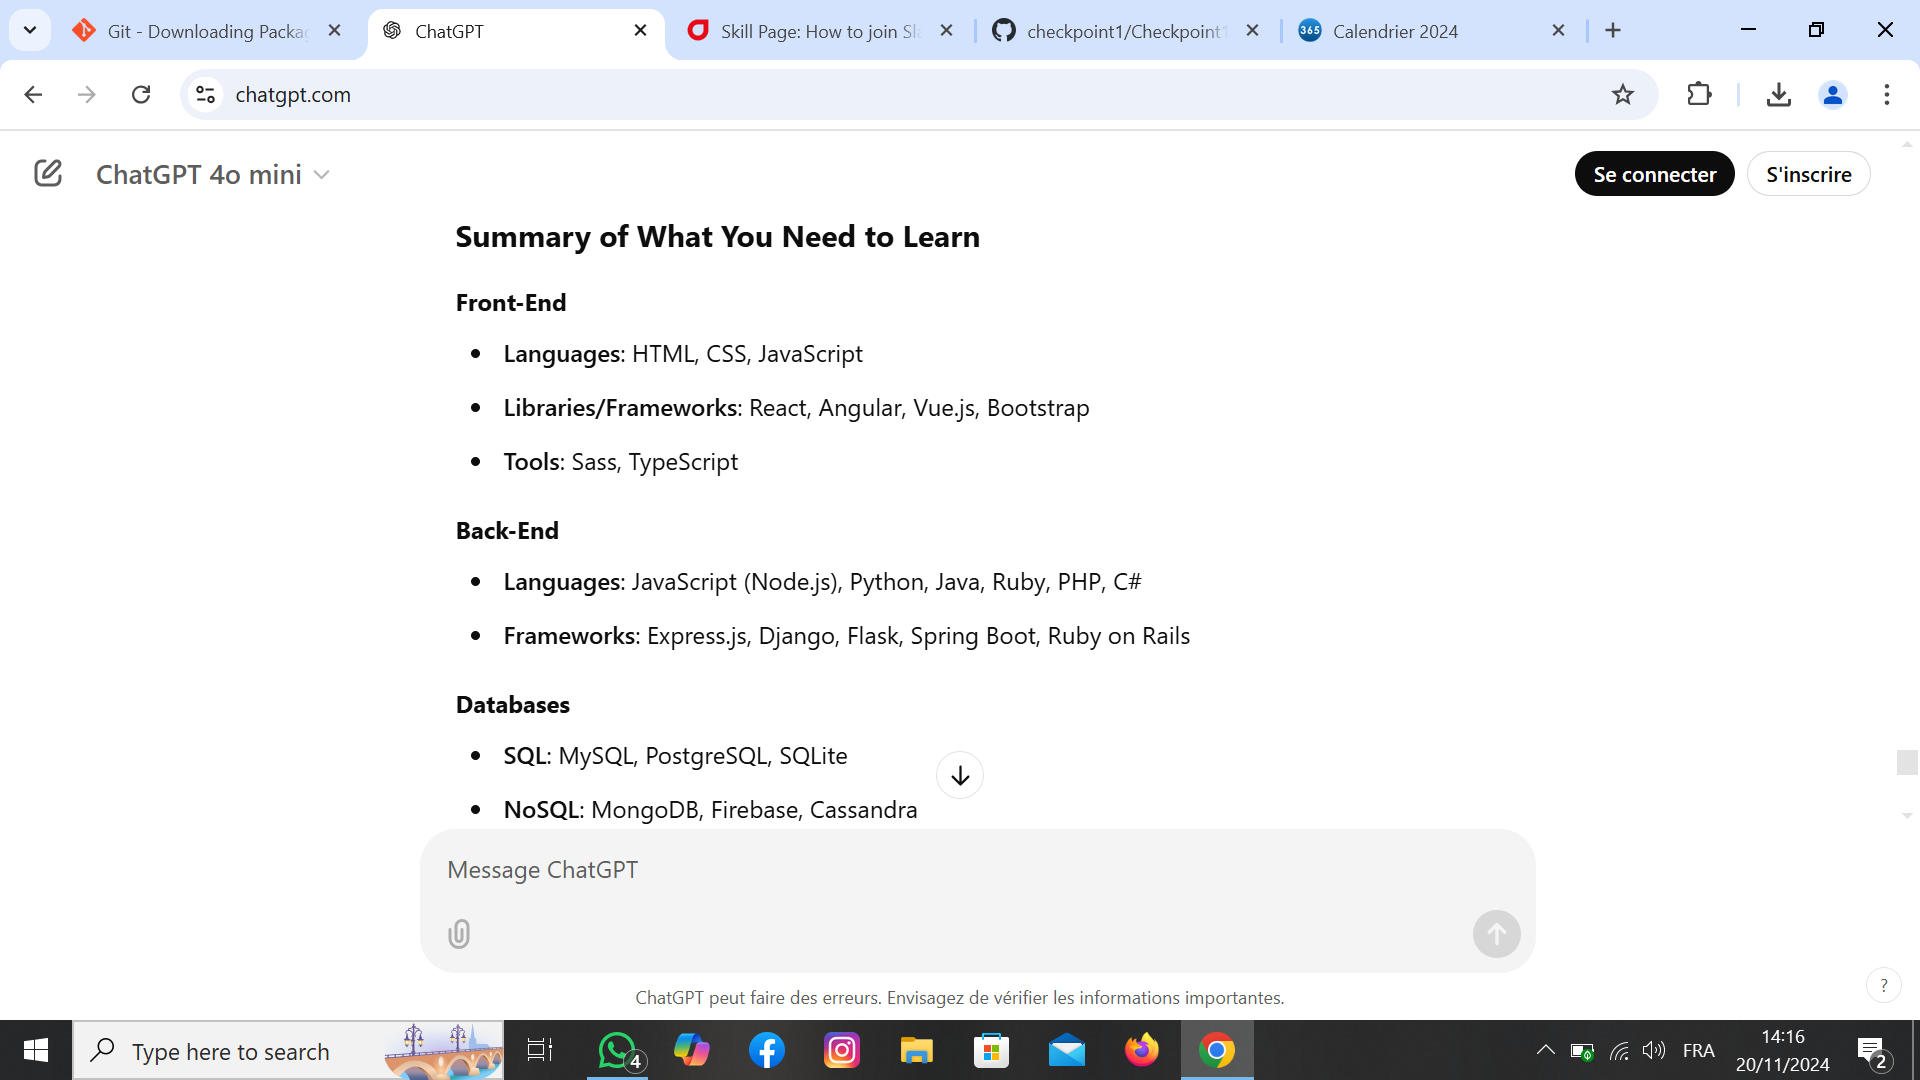 Git - Downloading Packag
ChatGPT
Skill Page: How to join Sla
checkpoint1/Checkpoint1
365
Calendrier 2024
chatgpt.com
ChatGPT 4o mini
Se connecter
S'inscrire
Summary of What You Need to Learn
Front-End
Languages: HTML, CSS, JavaScript
Libraries/Frameworks: React, Angular, Vue.js, Bootstrap
Tools: Sass, TypeScript
Back-End
Languages: JavaScript (Node.js), Python, Java, Ruby, PHP, C#
Frameworks: Express.js, Django, Flask, Spring Boot, Ruby on Rails
Databases
SQL: MySQL, PostgreSQL, SQLite
NoSQL: MongoDB, Firebase, Cassandra
Message ChatGPT
ChatGPT peut faire des erreurs. Envisagez de vérifier les informations importantes.
?
Type here to search
4
FRA
14:16
20/11/2024
2